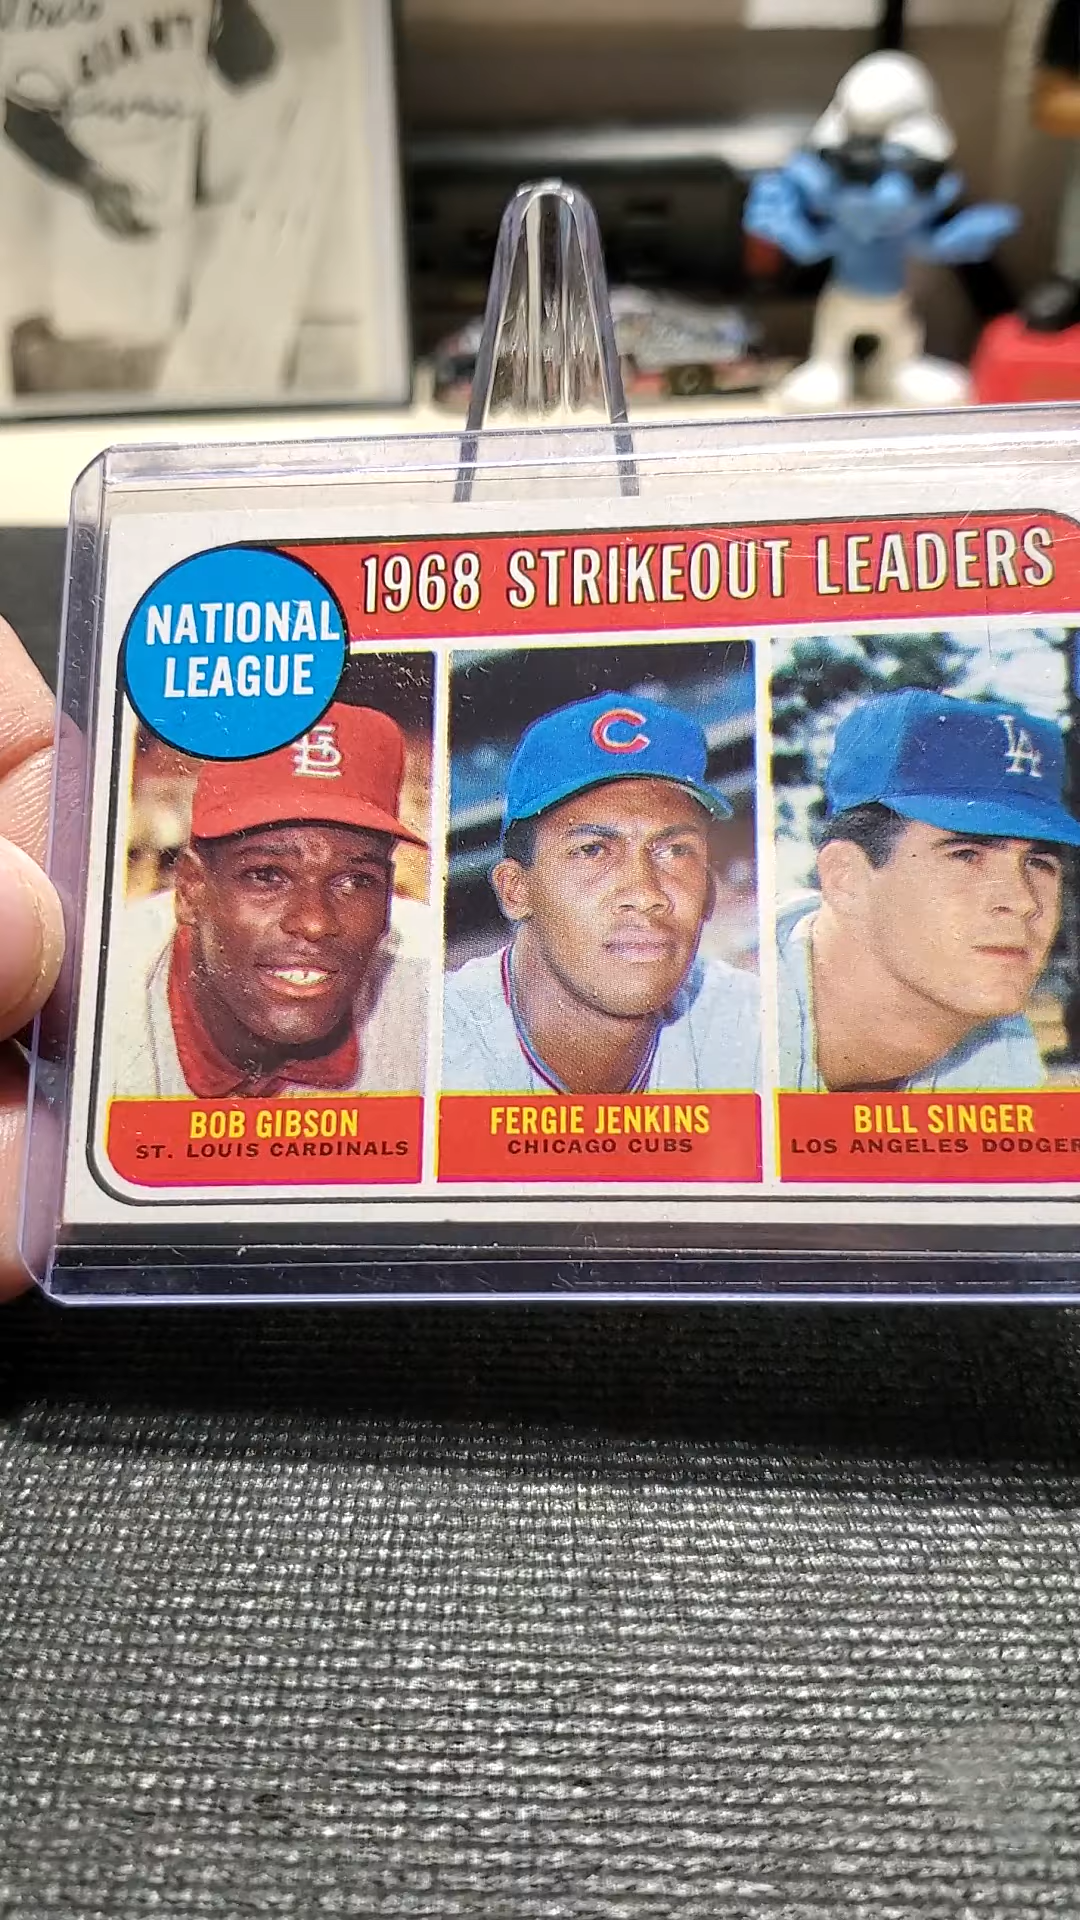 1968 STRIKEOUT LEADERS
NATIONAL
LEAGUE
C
LA
BOB GIBSON
ST. LOUIS CARDINALS
FERGIE JENKINS
CHICAGO CUBS
BILL SINGER
LOS ANGELES DODGER